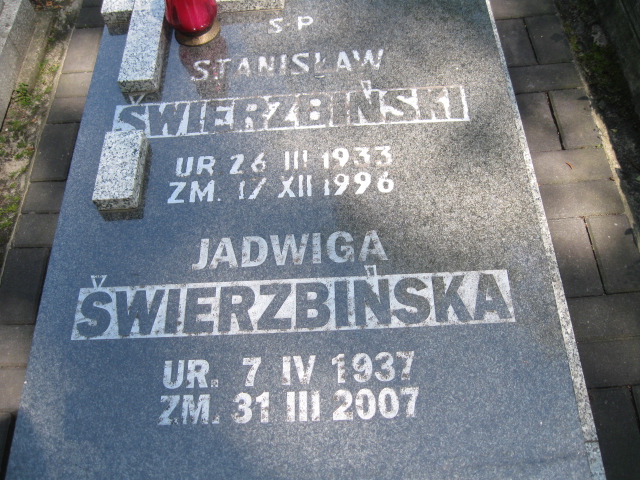 S.P
STANISŁAW
ŚWIERZBIŃSKI
UR 26 III 1933
ZM. 17 XII 1996
JADWIGA
ŚWIERZBIŃSKA
UR. 7 IV 1937
ZM. 31 III 2007